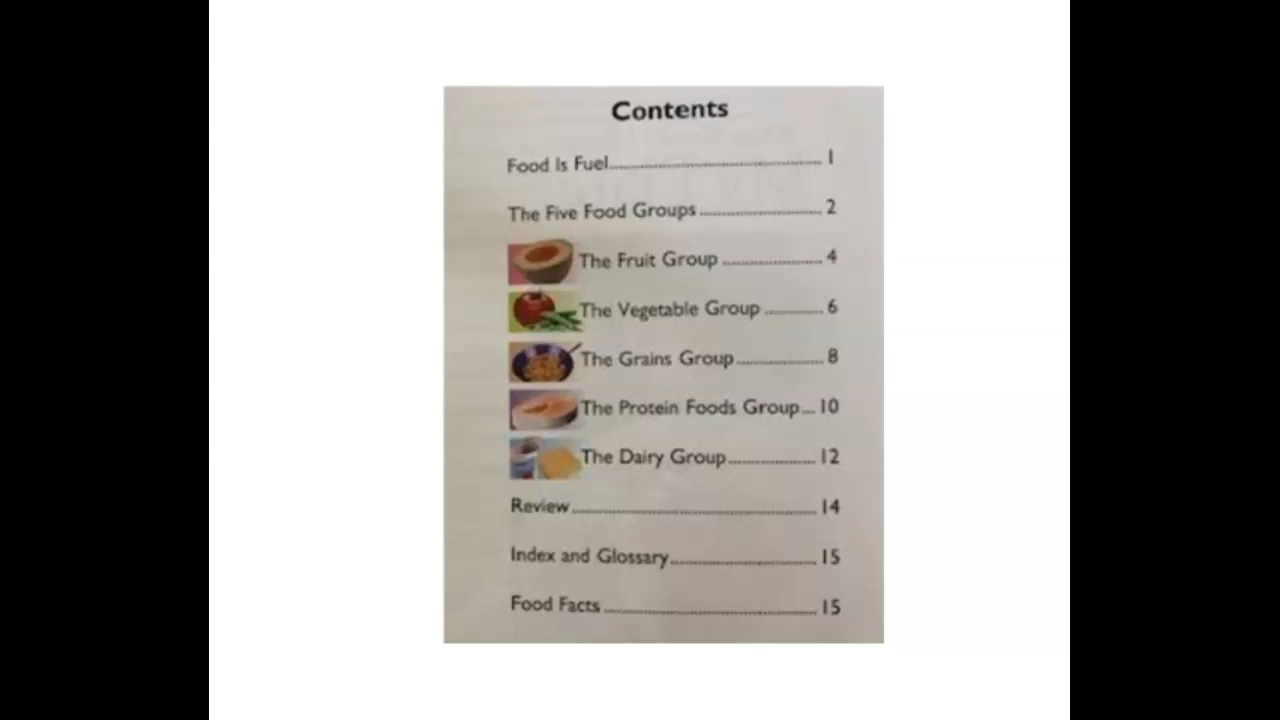 Contents
Food Is Fuel........................................................ 1
The Five Food Groups ................................ 2
The Fruit Group .......................... 4
The Vegetable Group ............... 6
The Grains Group ....................... 8
The Protein Foods Group... 10
The Dairy Group....................... 12
Review ................................................................. 14
Index and Glossary....................................... 15
Food Facts ......................................................... 15